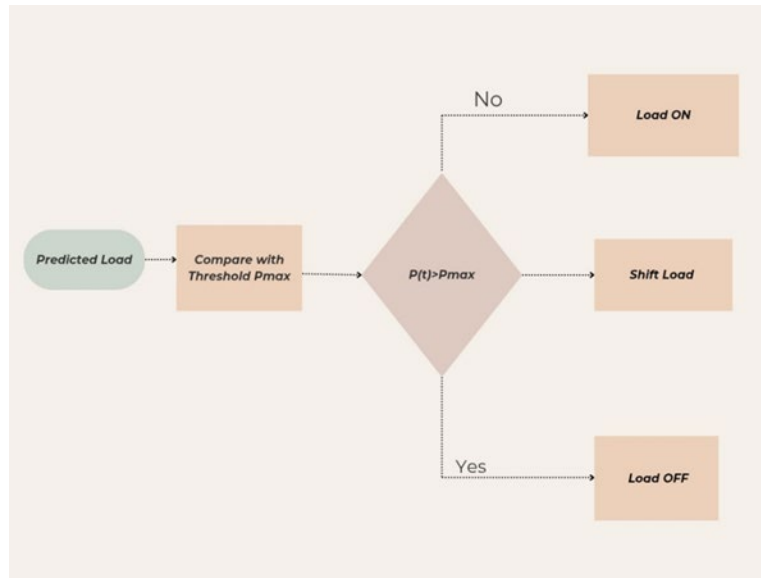 No
Load ON
Predicted Load
Compare with
Threshold Pmax
P(t)>Pmax
Shift Load
Yes
Load OFF